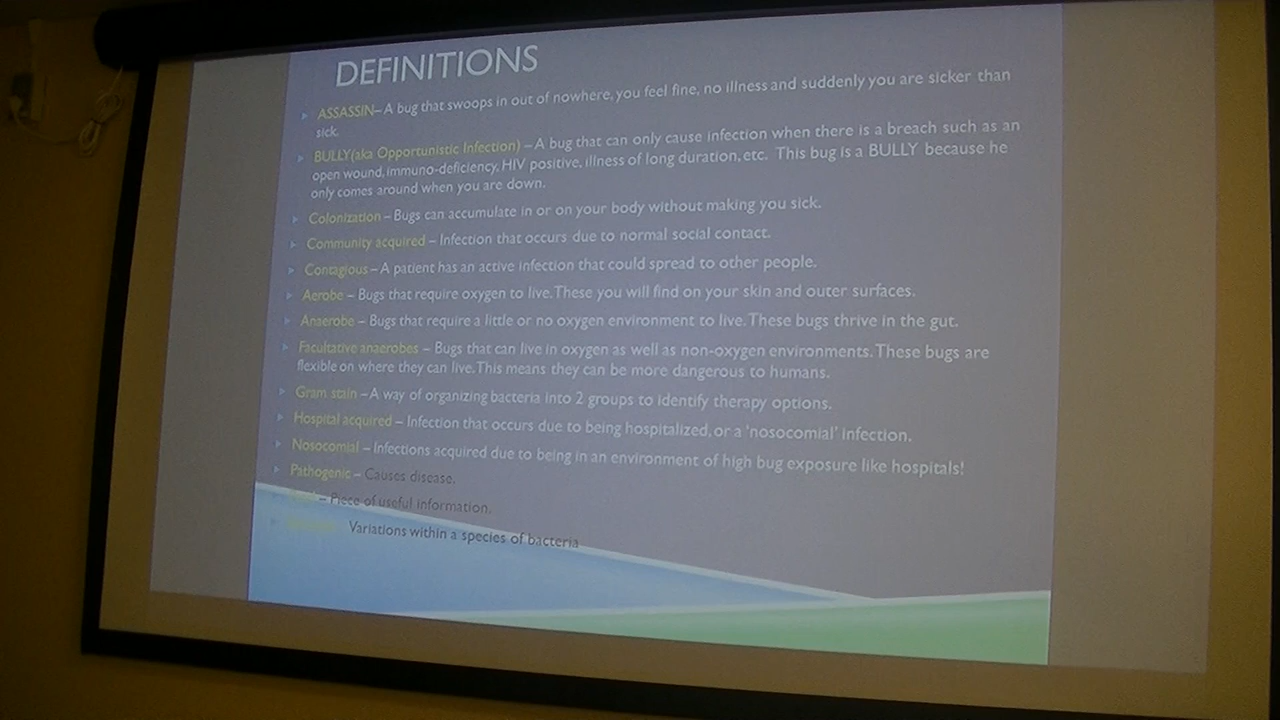 DEFINITIONS
ASSASSIN– A bug that swoops in out of nowhere, you feel fine, no illness and suddenly you are sicker than
sick.
BULLY(aka Opportunistic Infection) – A bug that can only cause infection when there is a breach such as an
open wound, immuno-deficiency, HIV positive, illness of long duration, etc. This bug is a BULLY because he
only comes around when you are down.
Colonization – Bugs can accumulate in or on your body without making you sick.
Community acquired – Infection that occurs due to normal social contact.
Contagious – A patient has an active infection that could spread to other people.
Aerobe – Bugs that require oxygen to live. These you will find on your skin and outer surfaces.
Anaerobe – Bugs that require a little or no oxygen environment to live. These bugs thrive in the gut.
Facultative anaerobes – Bugs that can live in oxygen as well as non-oxygen environments. These bugs are
flexible on where they can live. This means they can be more dangerous to humans.
Gram stain – A way of organizing bacteria into 2 groups to identify therapy options.
Hospital acquired – Infection that occurs due to being hospitalized, or a 'nosocomial' infection.
Nosocomial – Infections acquired due to being in an environment of high bug exposure like hospitals!
Pathogenic – Causes disease.
– Piece of useful information.
Variations within a species of bacteria